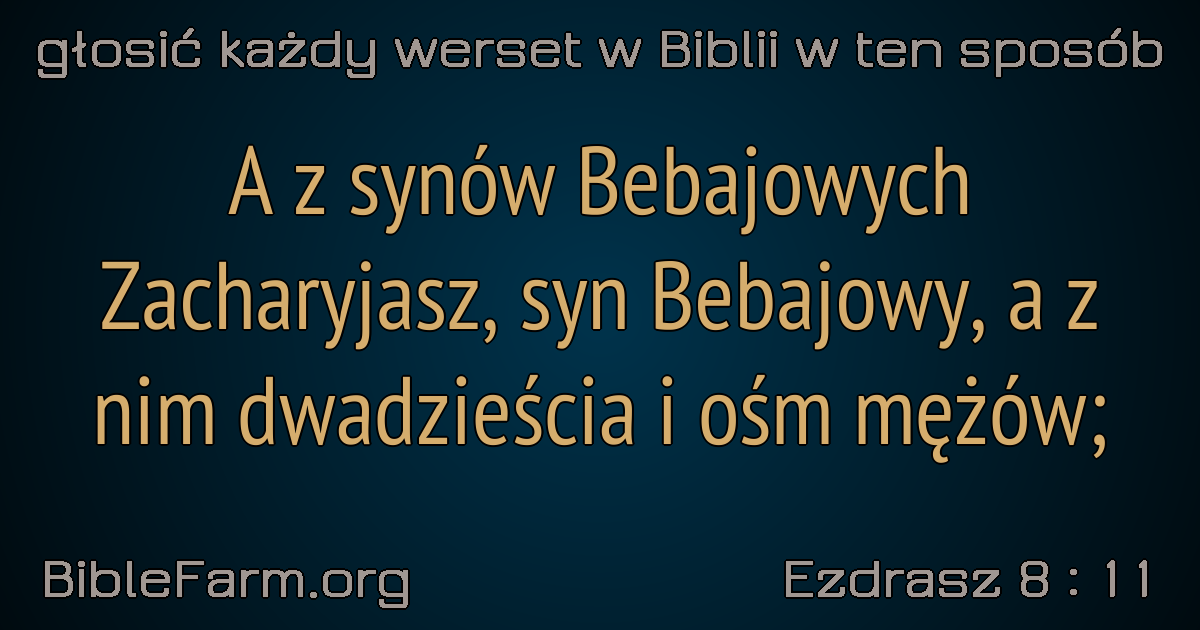 głosić każdy werset w Biblii w ten sposób
A z synów Bebajowych
Zacharyjasz, syn Bebajowy, a z
nim dwadzieścia i ośm mężów;
BibleFarm.org
Ezdrasz 8 : 11